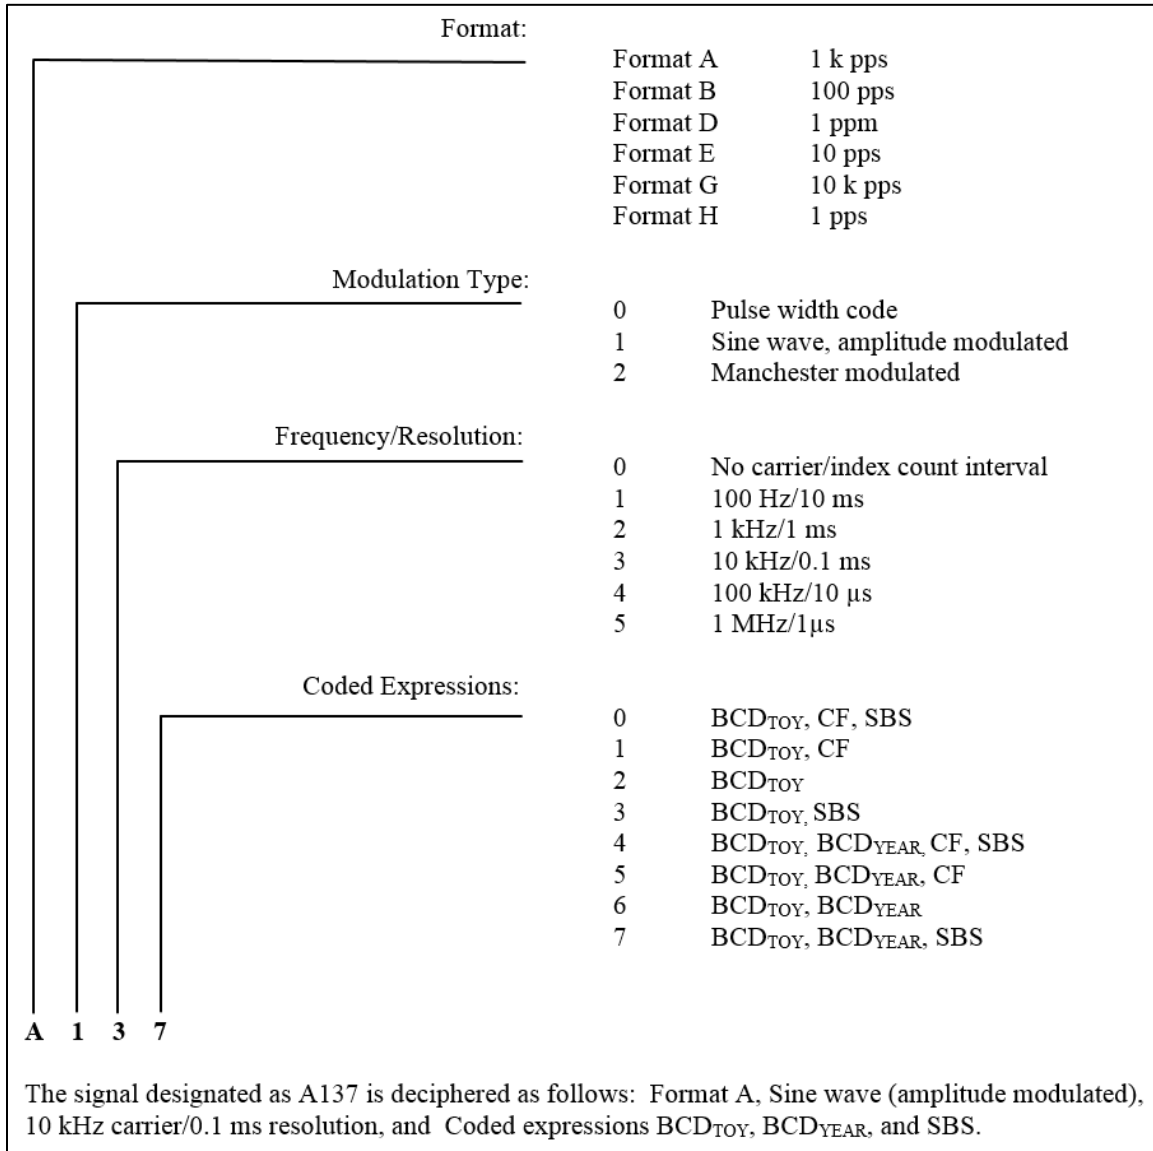 Format:
Format A 1 k pps
Format B 100 pps
Format D 1 ppm
Format E 10 pps
Format G 10 k pps
Format H 1 pps
Modulation Type:
0 Pulse width code
1 Sine wave, amplitude modulated
2 Manchester modulated
Frequency/Resolution:
0 No carrier/index count interval
1 100 Hz/10 ms
2 1 kHz/1 ms
3 10 kHz/0.1 ms
4 100 kHz/10 µs
5 1 MHz/1µs
Coded Expressions:
0 BCDTOY, CF, SBS
1 BCDTOY, CF
2 BCDTOY
3 BCDTOY, SBS
4 BCDTOY, BCDYEAR, CF, SBS
5 BCDTOY, BCDYEAR, CF
6 BCDTOY, BCDYEAR
7 BCDTOY, BCDYEAR, SBS
A 1 3 7
The signal designated as A137 is deciphered as follows: Format A, Sine wave (amplitude modulated),
10 kHz carrier/0.1 ms resolution, and Coded expressions BCDTOY, BCDYEAR, and SBS.